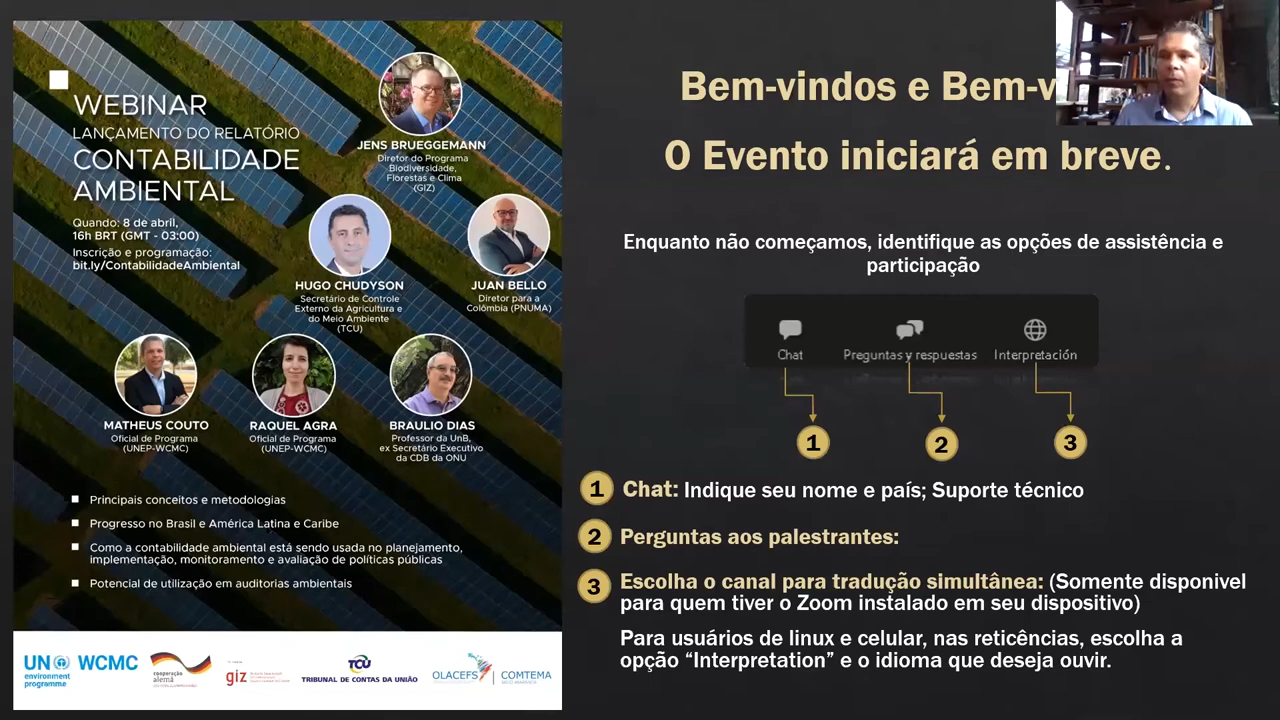 WEBINAR
LANÇAMENTO DO RELATÓRIO
CONTABILIDADE
AMBIENTAL
Quando: 8 de abril,
16h BRT (GMT - 03:00)
Inscrição e programação:
bit.ly/ContabilidadeAmbiental
JENS BRUEGGEMANN
Diretor do Programa
Biodiversidade,
Florestas e Clima
(GIZ)
HUGO CHUDYSON
Secretário de Controle
Externo da Agricultura e
do Meio Ambiente
(TCU)
JUAN BELLO
Diretor para a
Colômbia (PNUMA)
MATHEUS COUTO
Oficial de Programa
(UNEP-WCMC)
RAQUEL AGRA
Oficial de Programa
(UNEP-WCMC)
BRAULIO DIAS
Professor da UnB,
ex Secretário Executivo
da CDB da ONU
Principais conceitos e metodologias
Progresso no Brasil e América Latina e Caribe
Como a contabilidade ambiental está sendo usada no planejamento,
implementação, monitoramento e avaliação de políticas públicas
Potencial de utilização em auditorias ambientais
UN WCMC
environment
programme
cooperação
alemã
giz
TCU
TRIBUNAL DE CONTAS DA UNIÃO
OLACEFS
COMTEMA
Bem-vindos e Bem-v
O Evento iniciará em breve.
Enquanto não começamos, identifique as opções de assistência e
participação
Chat
Preguntas y respuestas
Interpretación
1
2
3
1 Chat: Indique seu nome e país; Suporte técnico
2 Perguntas aos palestrantes:
3 Escolha o canal para tradução simultânea: (Somente disponivel
para quem tiver o Zoom instalado em seu dispositivo)
Para usuários de linux e celular, nas reticências, escolha a
opção “Interpretation” e o idioma que deseja ouvir.